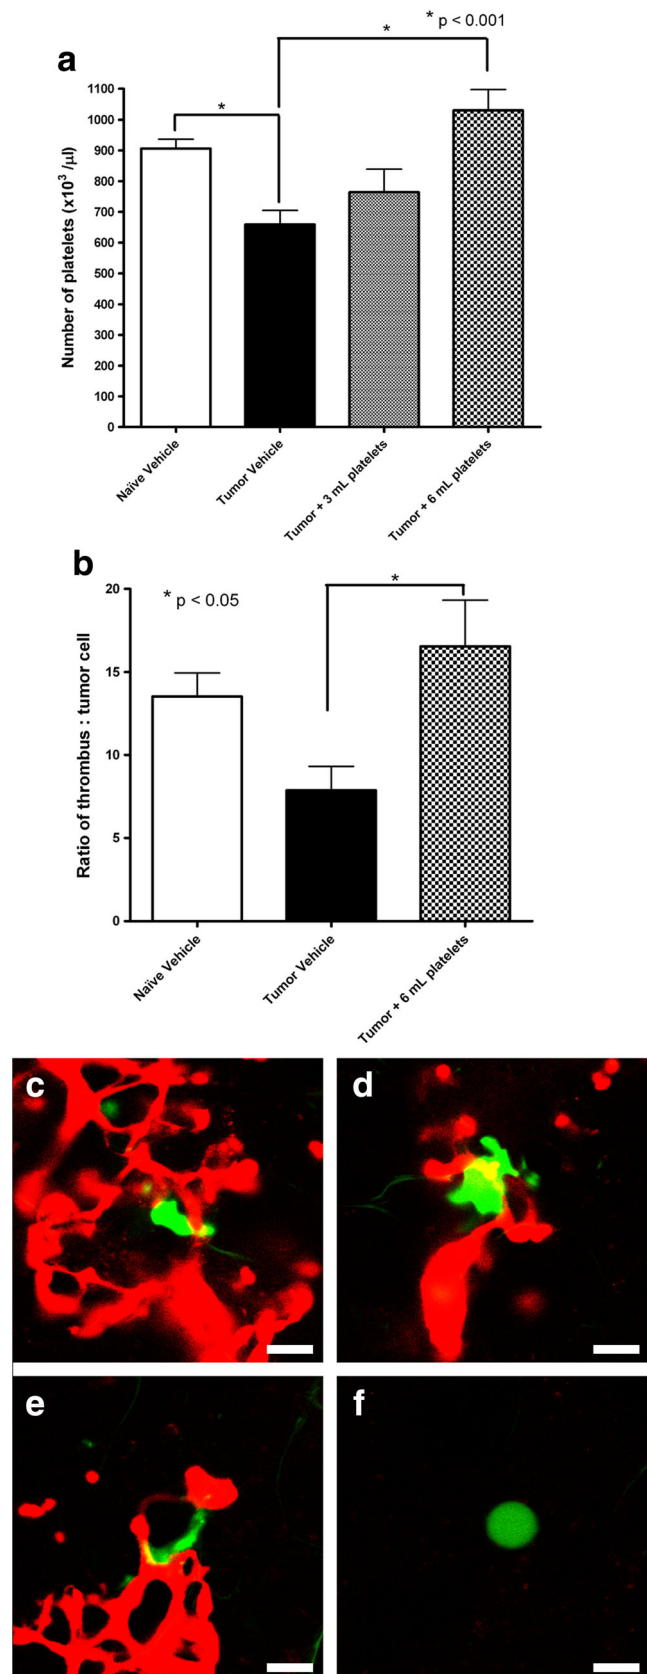 a
* p < 0.001
*
*
Number of platelets (x10³ /µl)
1100
1000
900
800
700
600
500
400
300
200
100
0
Naïve Vehicle
Tumor Vehicle
Tumor + 3 mL platelets
Tumor + 6 mL platelets
b
* p < 0.05
*
Ratio of thrombus : tumor cell
20
15
10
5
0
Naïve Vehicle
Tumor Vehicle
Tumor + 6 mL platelets
c
d
e
f